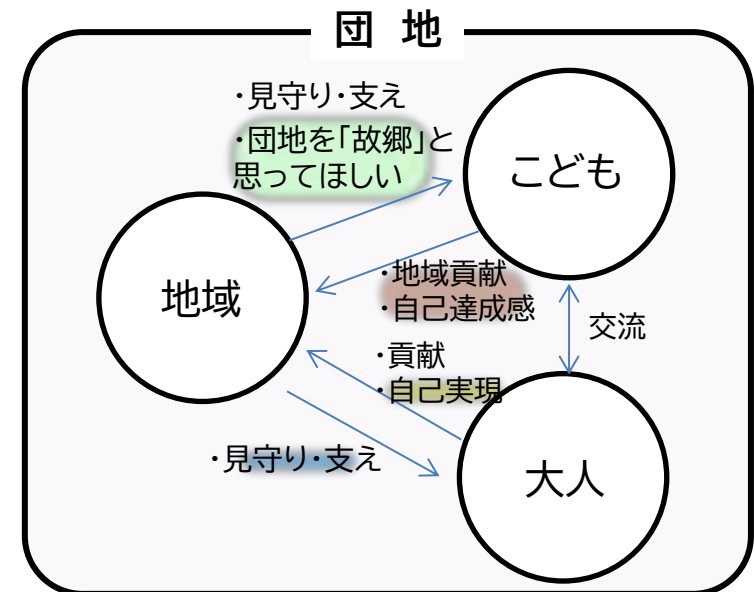 団 地
・見守り・支え
・団地を「故郷」と
思ってほしい
こども
地域
・地域貢献
・自己達成感
交流
・貢献
・自己実現
・見守り・支え
大人